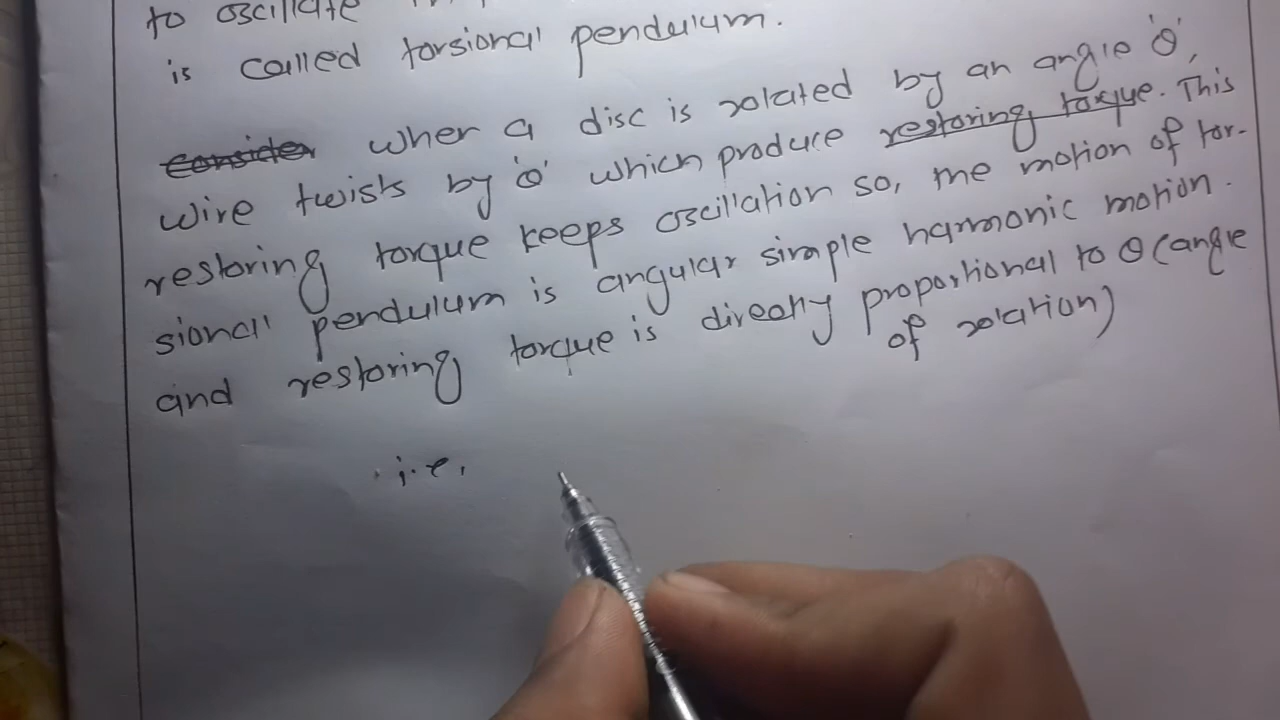 to oscillate
is called torsional pendulum.
Consider when a disc is rotated by an angle 'θ',
wire twists by 'θ' which produce restoring torque. This
restoring torque keeps oscillation so, the motion of tor-
sional pendulum is angular simple harmonic motion.
and restoring torque is directly proportional to θ (angle
of rotation)
i.e.